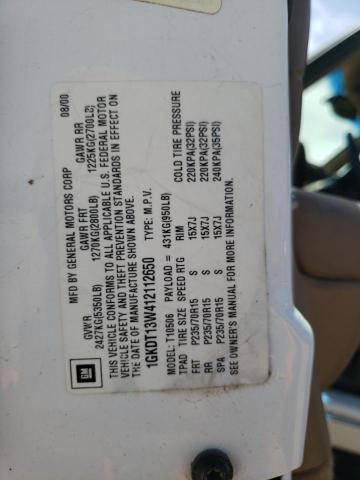 GM
MFD BY GENERAL MOTORS CORP 08/00
GVWR GAWR FRT GAWR RR
2427KG(5350LB) 1270KG(2800LB) 1225KG(2700LB)
THIS VEHICLE CONFORMS TO ALL APPLICABLE U.S. FEDERAL MOTOR
VEHICLE SAFETY AND THEFT PREVENTION STANDARDS IN EFFECT ON
THE DATE OF MANUFACTURE SHOWN ABOVE.
1GKDT13W412112650 TYPE: M.P.V.
MODEL: T10506 PAYLOAD = 431KG(950LB)
TPAD TIRE SIZE SPEED RTG RIM COLD TIRE PRESSURE
FRT P235/70R15 S 15X7J 220KPA(32PSI)
RR P235/70R15 S 15X7J 220KPA(32PSI)
SPA P235/70R15 S 15X7J 240KPA(35PSI)
SEE OWNER'S MANUAL FOR MORE INFORMATION.